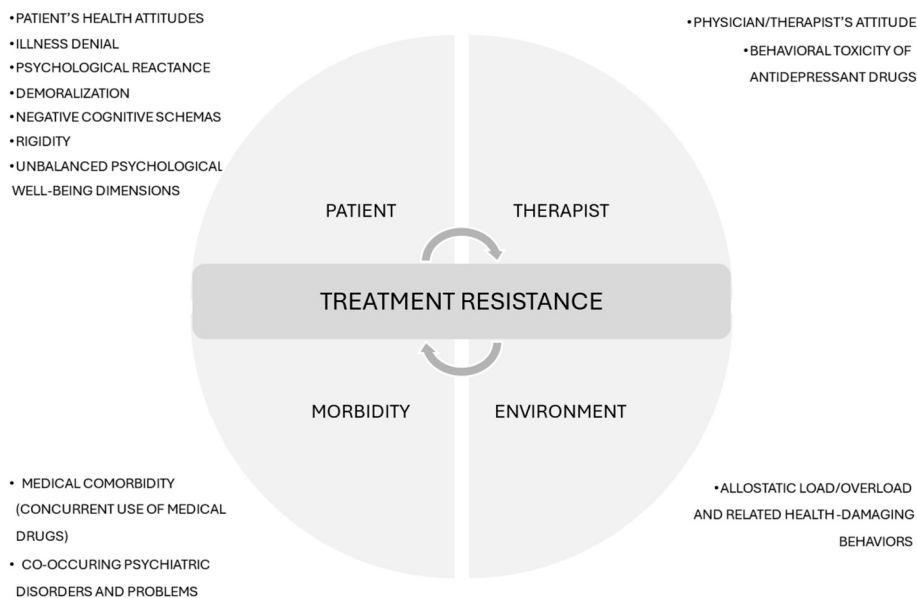 •PATIENT'S HEALTH ATTITUDES
•ILLNESS DENIAL
•PSYCHOLOGICAL REACTANCE
•DEMORALIZATION
•NEGATIVE COGNITIVE SCHEMAS
•RIGIDITY
•UNBALANCED PSYCHOLOGICAL
WELL-BEING DIMENSIONS
•PHYSICIAN/THERAPIST'S ATTITUDE
•BEHAVIORAL TOXICITY OF
ANTIDEPRESSANT DRUGS
PATIENT
THERAPIST
TREATMENT RESISTANCE
MORBIDITY
ENVIRONMENT
• MEDICAL COMORBIDITY
(CONCURRENT USE OF MEDICAL
DRUGS)
• CO-OCCURING PSYCHIATRIC
DISORDERS AND PROBLEMS
•ALLOSTATIC LOAD/OVERLOAD
AND RELATED HEALTH-DAMAGING
BEHAVIORS